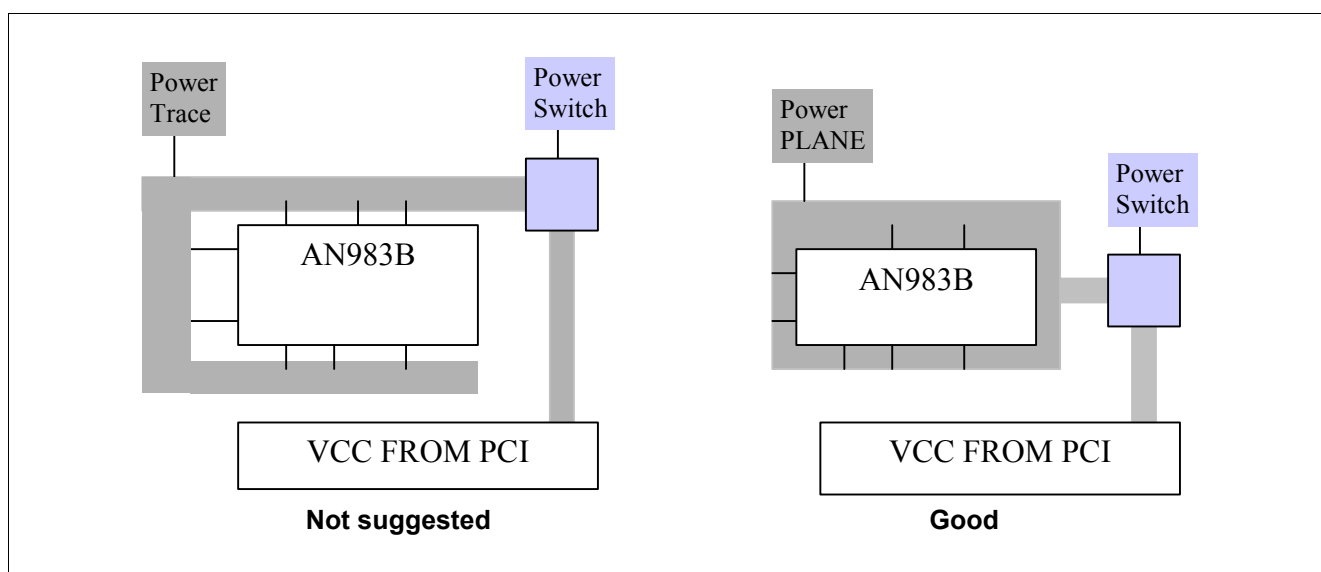 Power
Trace
Power
Switch
AN983B
VCC FROM PCI
Not suggested
Power
PLANE
Power
Switch
AN983B
VCC FROM PCI
Good